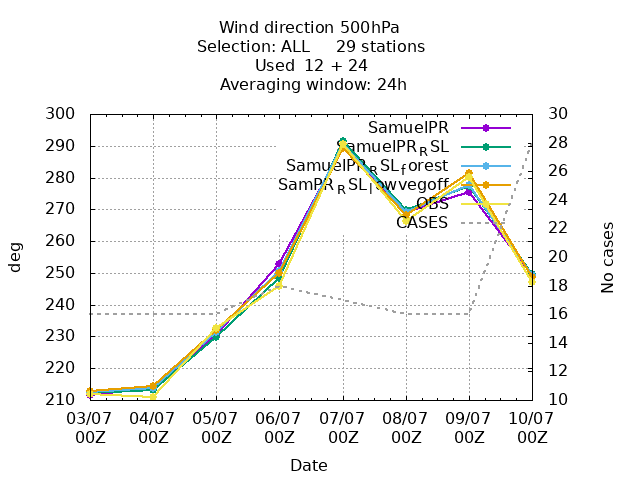 Wind direction 500hPa
Selection: ALL 29 stations
Used 12 + 24
Averaging window: 24h
300
290
280
270
260
250
240
230
220
210
30
28
26
24
22
20
18
16
14
12
10
SamuelPR
SamuelPR_RSL
SamuelPR_RSL_forest
SamPR_RSL_lowvegoff
OBS
CASES
deg
No cases
03/07 04/07 05/07 06/07 07/07 08/07 09/07 10/07
00Z 00Z 00Z 00Z 00Z 00Z 00Z 00Z
Date